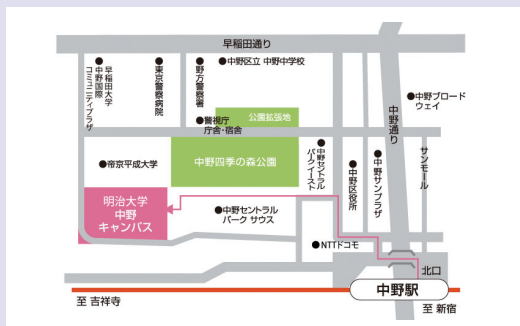 早稲田通り
早稲田大学
中野国際
コミュニティプラザ
●東京警察病院
●野方警察署
●中野区立 中野中学校
公園拡張地
●警視庁
庁舎・宿舎
中野通り
●中野ブロード
ウェイ
●帝京平成大学
中野四季の森公園
●中野セントラル
パークイースト
●中野区役所
●中野サンプラザ
サンモール
明治大学
中野
キャンパス
●中野セントラル
パーク サウス
●NTTドコモ
北口
中野駅
至 吉祥寺
至 新宿